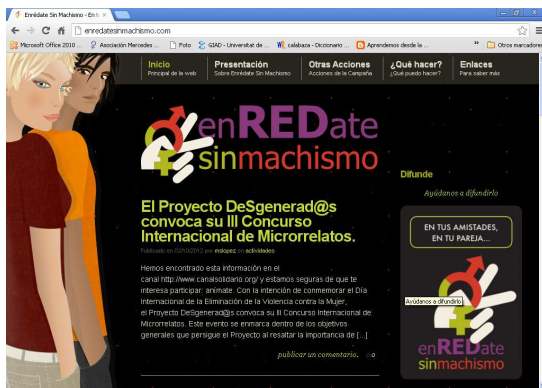 Enrédate Sin Machismo - En
enredatesinmachismo.com
Microsoft Office 2010 ...
Asociación Mercedes ...
Foto
GIAD - Universitat de ...
calabaza - Diccionario ...
Aprendemos desde la ...
»
Otros marcadores
Inicio
Principal de la web
Presentación
Sobre Enrédate Sin Machismo
Otras Acciones
Acciones de la Campaña
¿Qué hacer?
¿Qué puedo hacer?
Enlaces
Para saber más
enREDate
sinmachismo
El Proyecto DeSgenerad@s
convoca su III Concurso
Internacional de Microrrelatos.
Publicado en 02/10/2012 por mslopez en actividades
Hemos encontrado esta información en el
canal http://www.canalsolidario.org/ y estamos seguras de que te
interesa participar: anímate. Con la intención de conmemorar el Día
Internacional de la Eliminación de la Violencia contra la Mujer,
el Proyecto DeSgenerad@s convoca su III Concurso Internacional de
Microrrelatos. Este evento se enmarca dentro de los objetivos
generales que persigue el Proyecto al resaltar la importancia de [...]
publicar un comentario.
0
Difunde
Ayúdanos a difundirlo
EN TUS AMISTADES,
EN TU PAREJA...
Ayúdanos a difundirlo
enREDate
sinmachismo